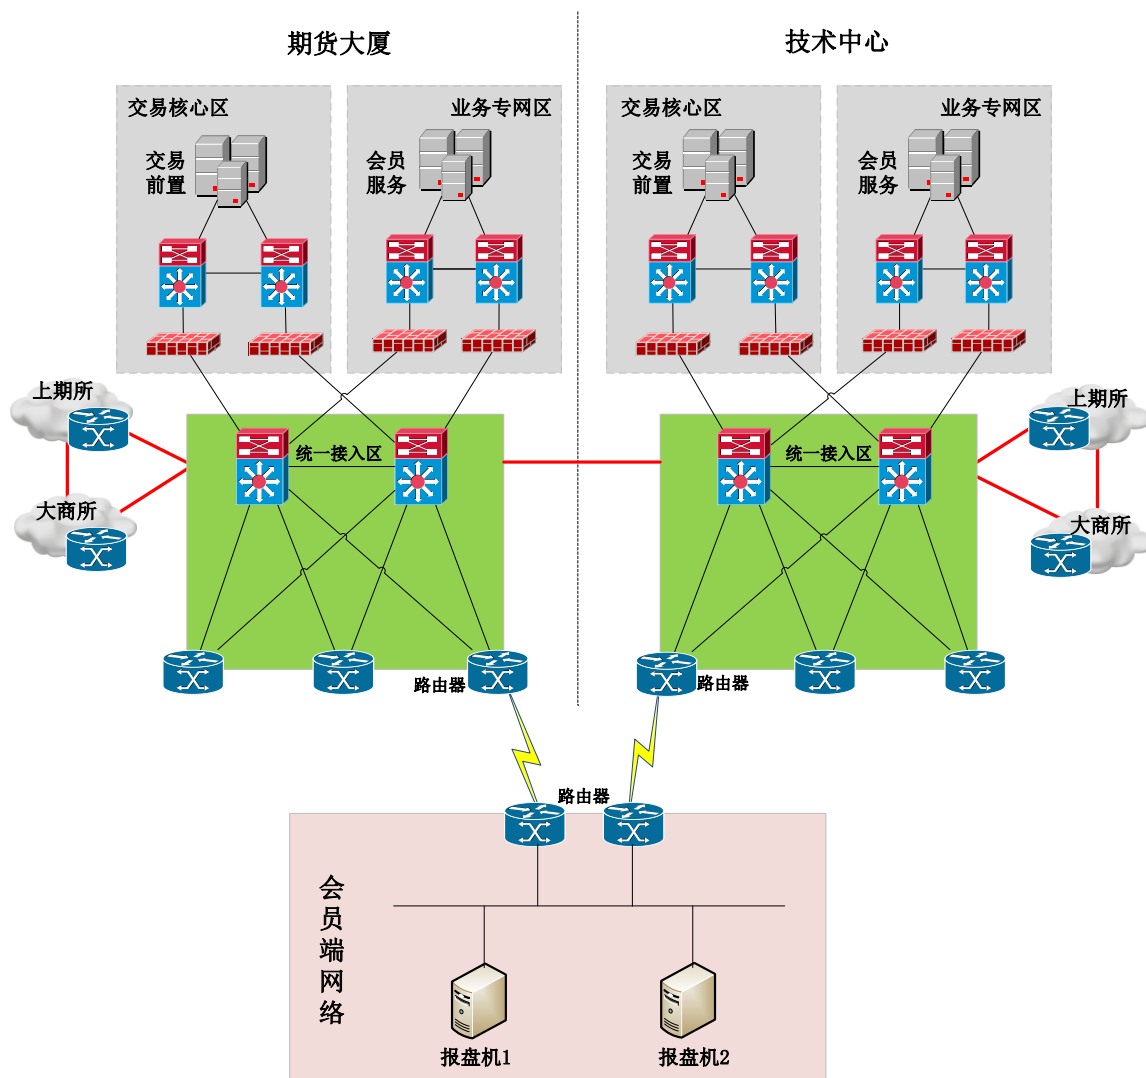 期货大厦
技术中心
交易核心区
业务专网区
交易核心区
业务专网区
交易
前置
会员
服务
交易
前置
会员
服务
上期所
上期所
统一接入区
统一接入区
大商所
大商所
路由器
路由器
路由器
会
员
端
网
络
报盘机1
报盘机2